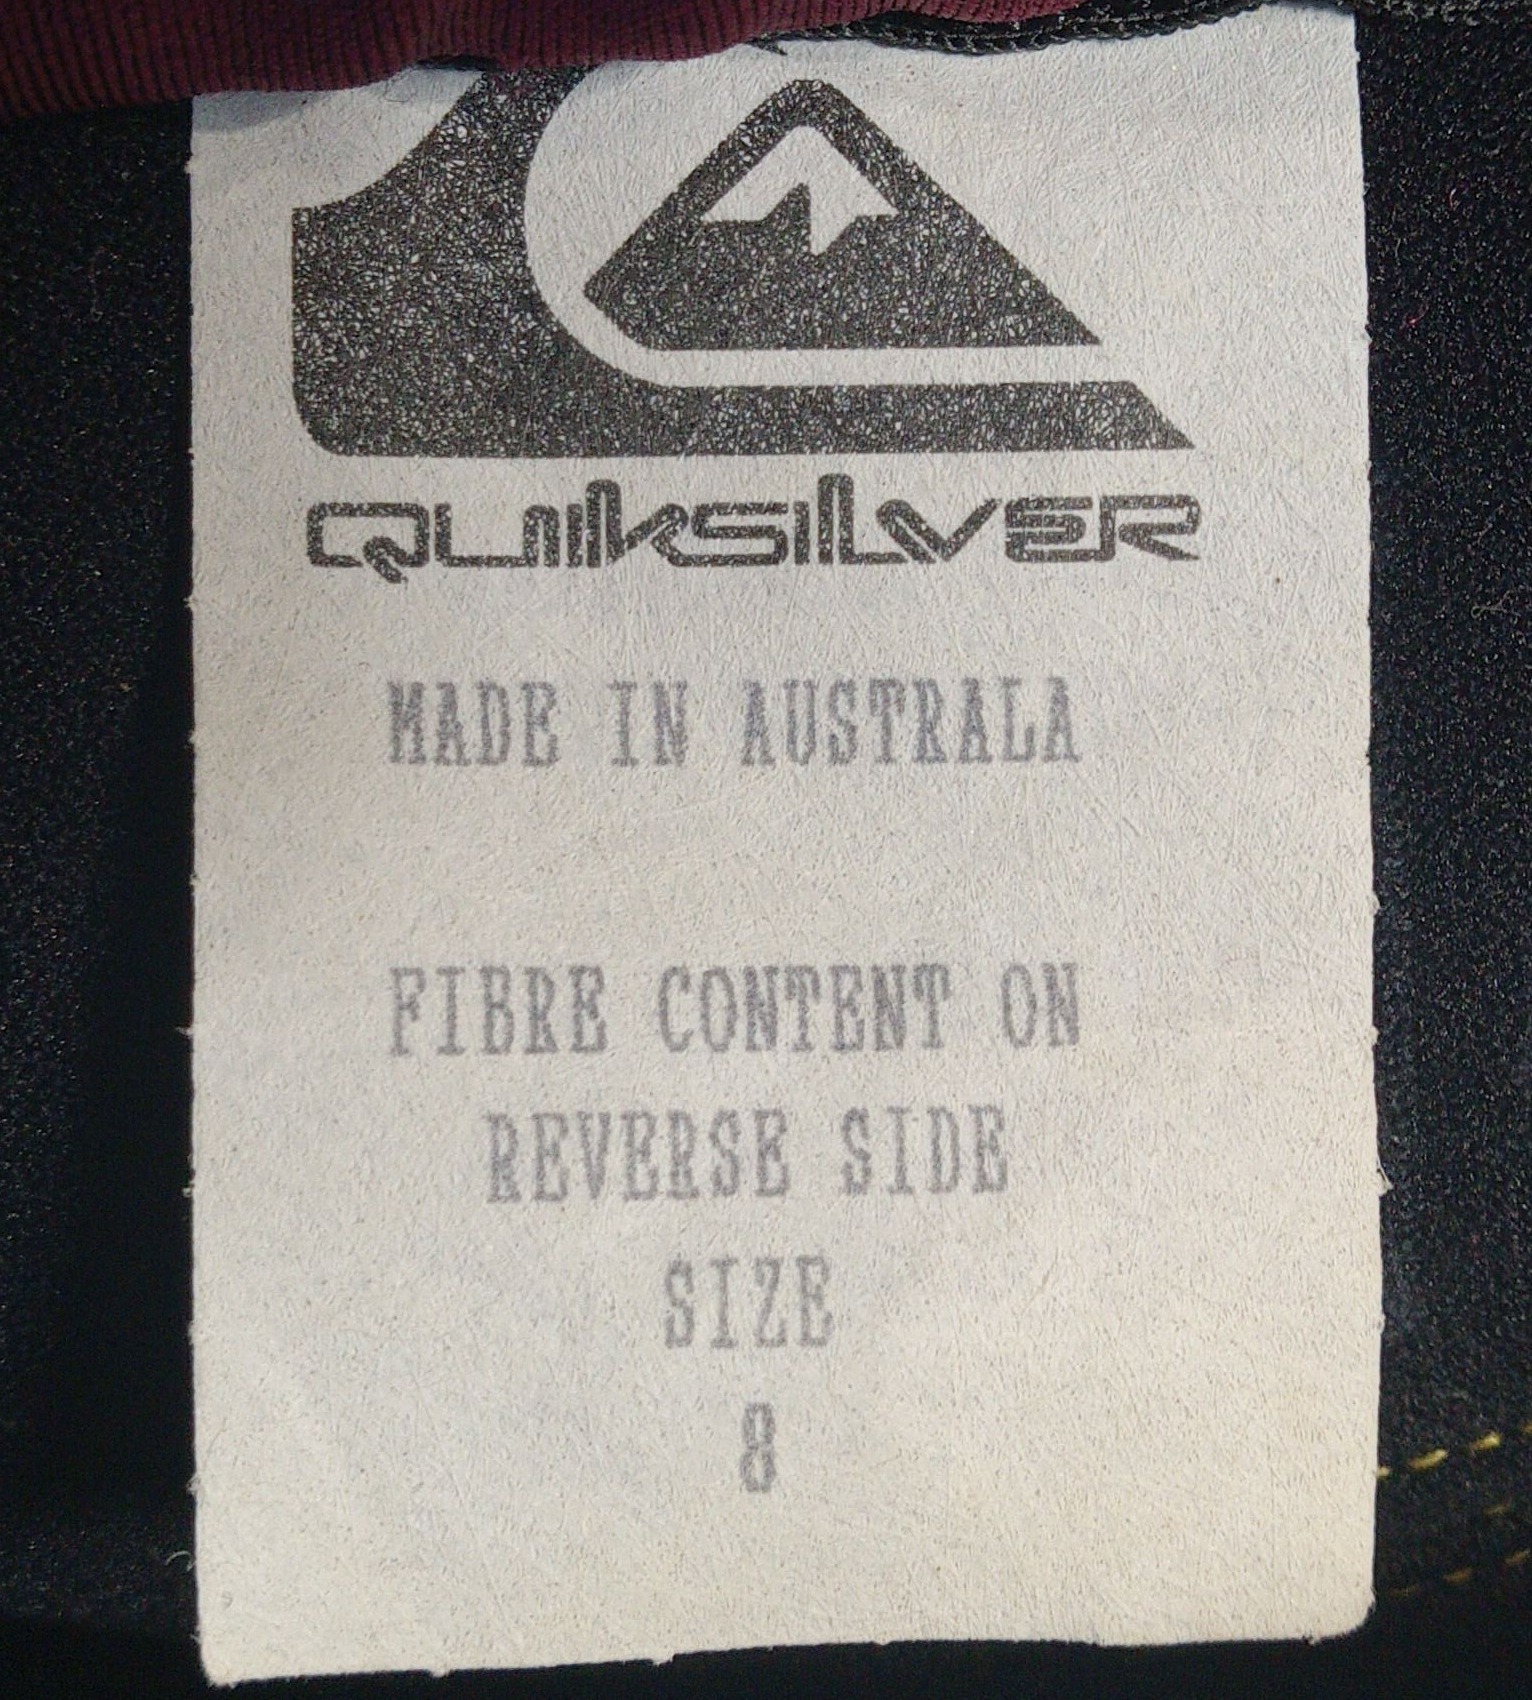 QUIKSILVER
MADE IN AUSTRALA
FIBRE CONTENT ON
REVERSE SIDE
SIZE
8